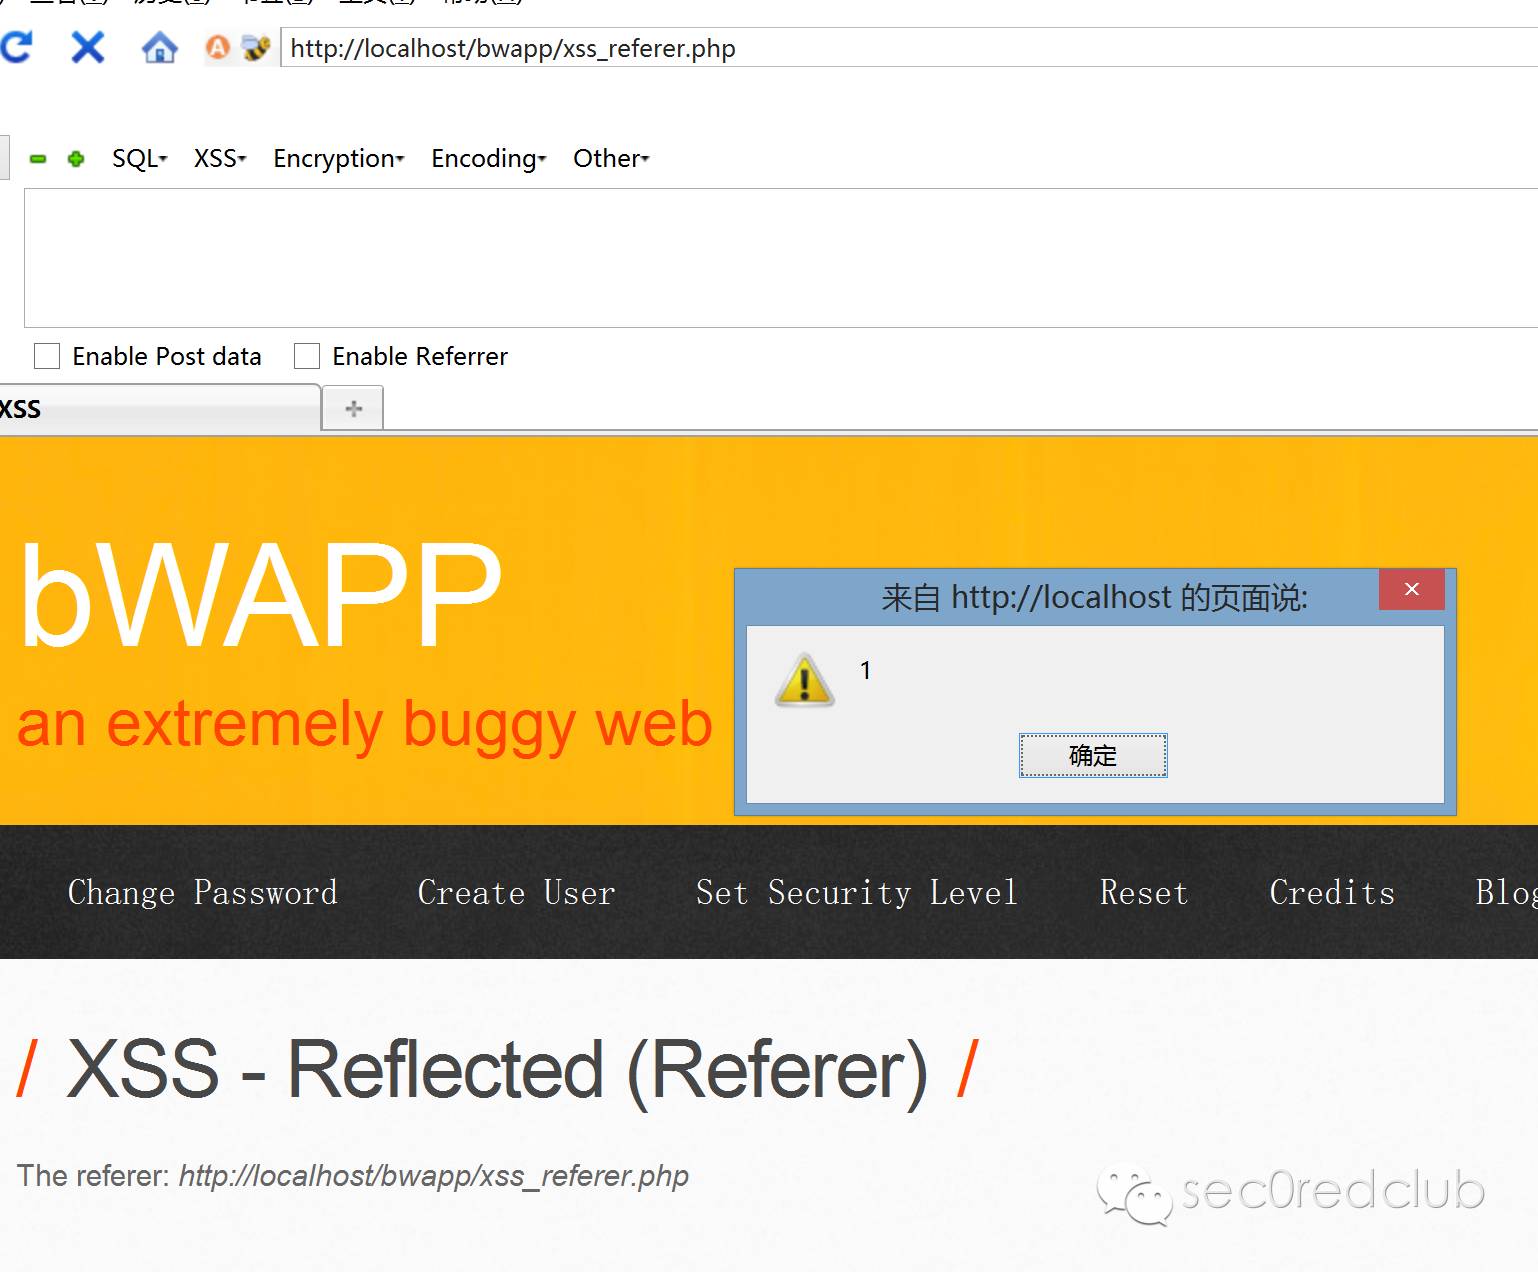 http://localhost/bwapp/xss_referer.php
SQL XSS Encryption Encoding Other
Enable Post data Enable Referrer
XSS
bWAPP
an extremely buggy web
来自 http://localhost 的页面说:
1
确定
Change Password Create User Set Security Level Reset Credits Blog
/ XSS - Reflected (Referer) /
The referer: http://localhost/bwapp/xss_referer.php
sec0redclub